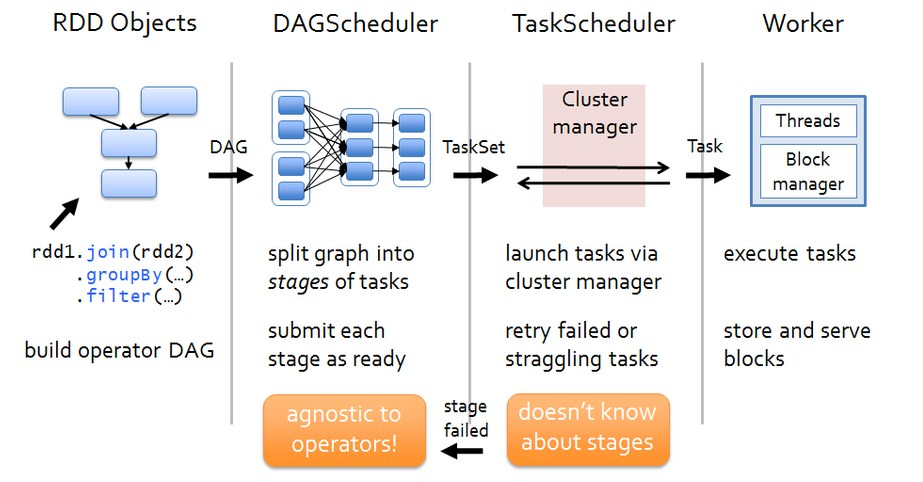 RDD Objects
DAGScheduler
TaskScheduler
Worker
DAG
TaskSet
Cluster
manager
Task
Threads
Block
manager
rdd1.join(rdd2)
.groupBy(…)
.filter(…)
build operator DAG
split graph into
stages of tasks
submit each
stage as ready
launch tasks via
cluster manager
retry failed or
straggling tasks
execute tasks
store and serve
blocks
agnostic to
operators!
stage
failed
doesn’t know
about stages